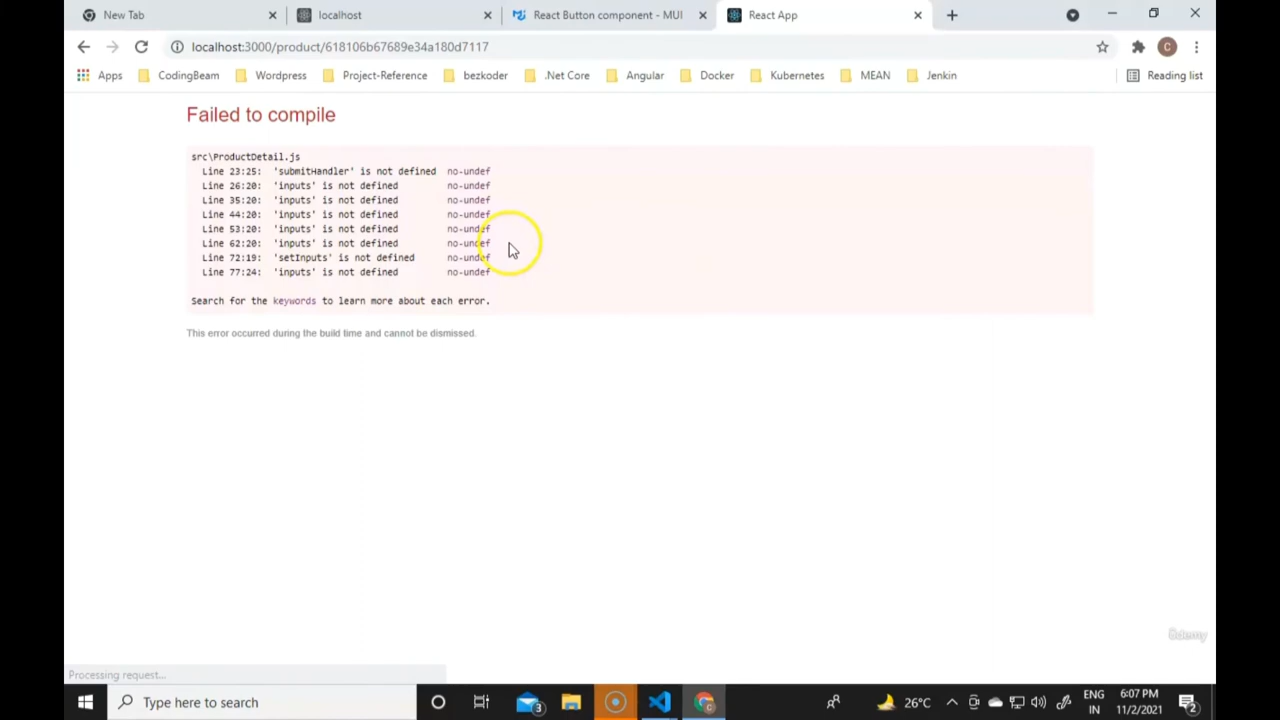 New Tab
localhost
React Button component - MUI
React App
localhost:3000/product/618106b67689e34a180d7117
Apps CodingBeam Wordpress Project-Reference bezkoder .Net Core Angular Docker Kubernetes MEAN Jenkin Reading list
Failed to compile
src\ProductDetail.js
Line 23:25: 'submitHandler' is not defined no-undef
Line 26:20: 'inputs' is not defined no-undef
Line 35:20: 'inputs' is not defined no-undef
Line 44:20: 'inputs' is not defined no-undef
Line 53:20: 'inputs' is not defined no-undef
Line 62:20: 'inputs' is not defined no-undef
Line 72:19: 'setInputs' is not defined no-undef
Line 77:24: 'inputs' is not defined no-undef
Search for the keywords to learn more about each error.
This error occurred during the build time and cannot be dismissed.
Udemy
Processing request...
Type here to search
3
26°C
ENG
IN
6:07 PM
11/2/2021
2